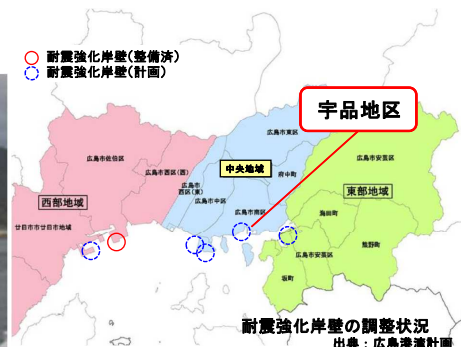 耐震強化岸壁(整備済)
耐震強化岸壁(計画)
宇品地区
広島市佐伯区
広島市西区(西)
広島市東区
広島市安芸区
中央地域
広島市
西区(東)
府中町
広島市中区
広島市南区
西部地域
東部地域
廿日市市廿日市地域
海田町
熊野町
広島市安芸区
坂町
耐震強化岸壁の調整状況
出典：広島港湾計画